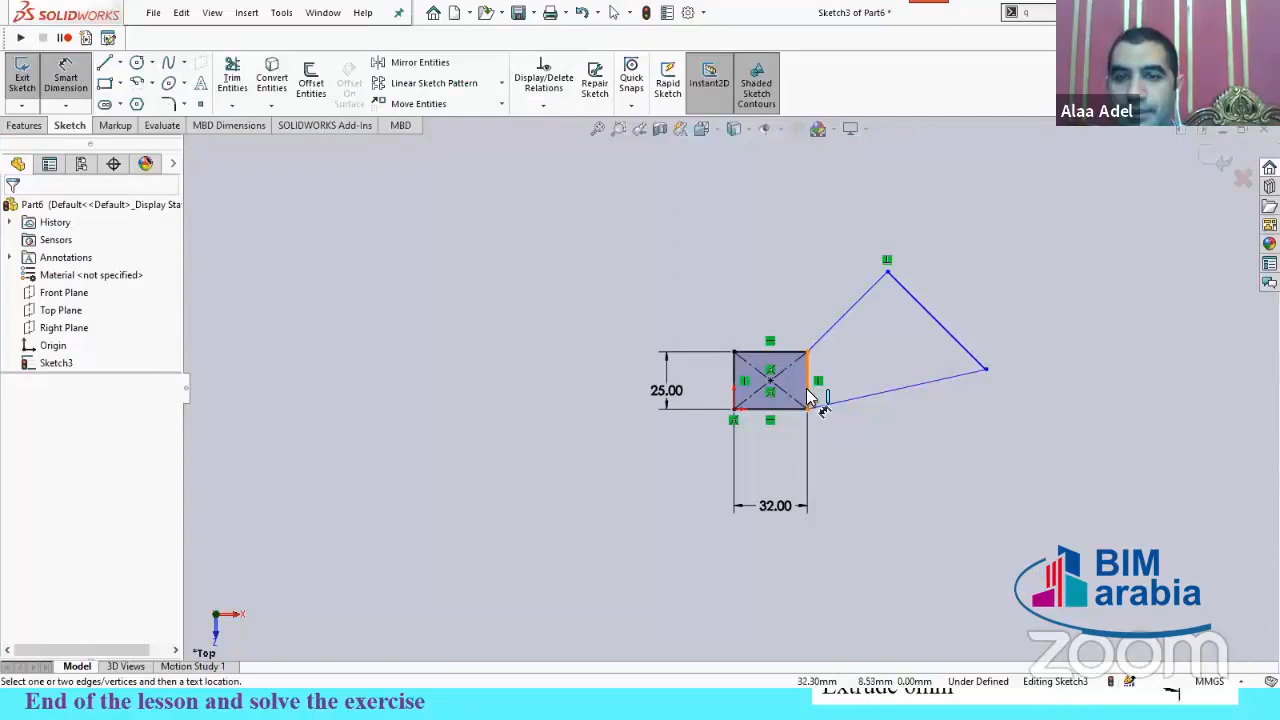 SOLIDWORKS
File Edit View Insert Tools Window Help
Sketch3 of Part6 *
q
Exit Sketch
Smart Dimension
Trim Entities
Convert Entities
Offset Entities
Offset On Surface
Mirror Entities
Linear Sketch Pattern
Move Entities
Display/Delete Relations
Repair Sketch
Quick Snaps
Rapid Sketch
Instant2D
Shaded Sketch Contours
Alaa Adel
Features Sketch Markup Evaluate MBD Dimensions SOLIDWORKS Add-Ins MBD
Part6 (Default<<Default>_Display Sta
History
Sensors
Annotations
Material <not specified>
Front Plane
Top Plane
Right Plane
Origin
Sketch3
25.00
32.00
X
Z
*Top
BIM
arabia
zoom
Model 3D Views Motion Study 1
Select one or two edges/vertices and then a text location.
32.30mm 8.53mm 0.00mm Under Defined Editing Sketch3 MMGS
Extrude 6mm
End of the lesson and solve the exercise